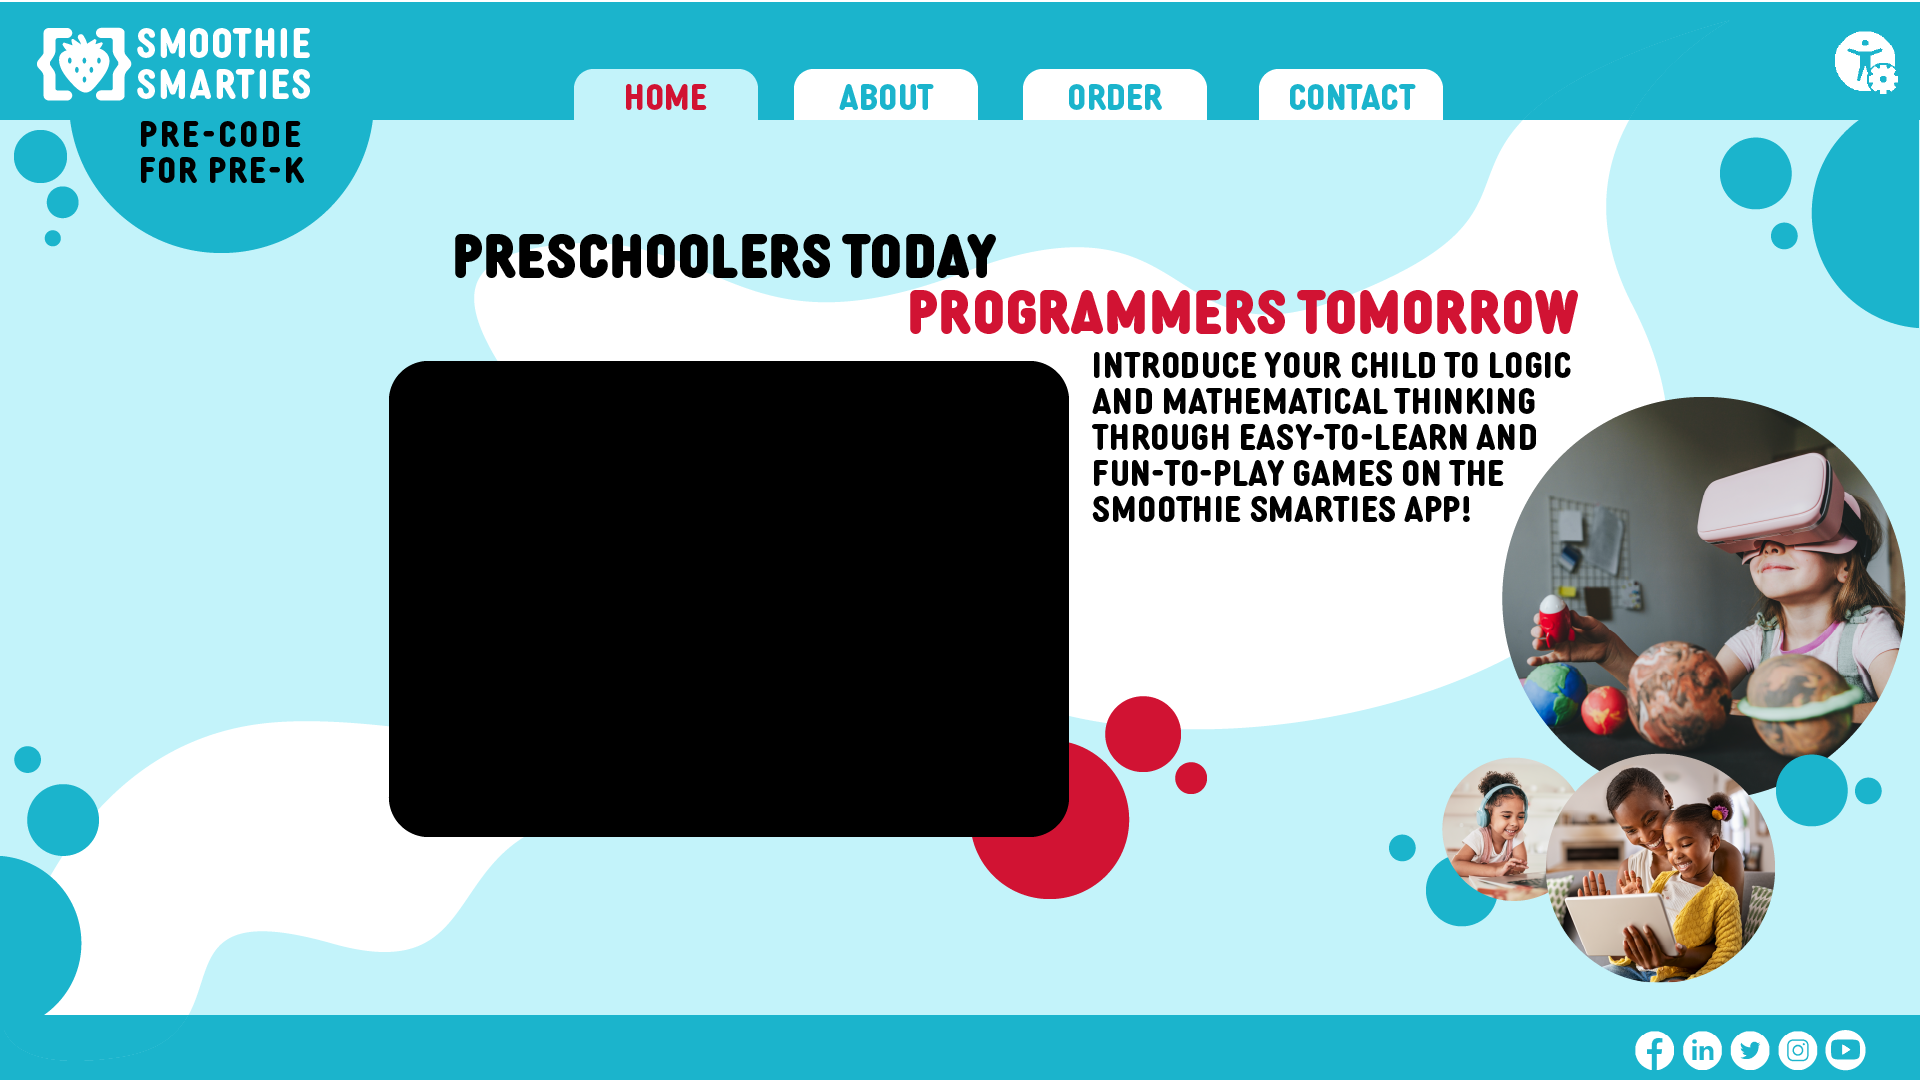 SMOOTHIE
SMARTIES
PRE-CODE
FOR PRE-K
HOME
ABOUT
ORDER
CONTACT
PRESCHOOLERS TODAY
PROGRAMMERS TOMORROW
INTRODUCE YOUR CHILD TO LOGIC
AND MATHEMATICAL THINKING
THROUGH EASY-TO-LEARN AND
FUN-TO-PLAY GAMES ON THE
SMOOTHIE SMARTIES APP!